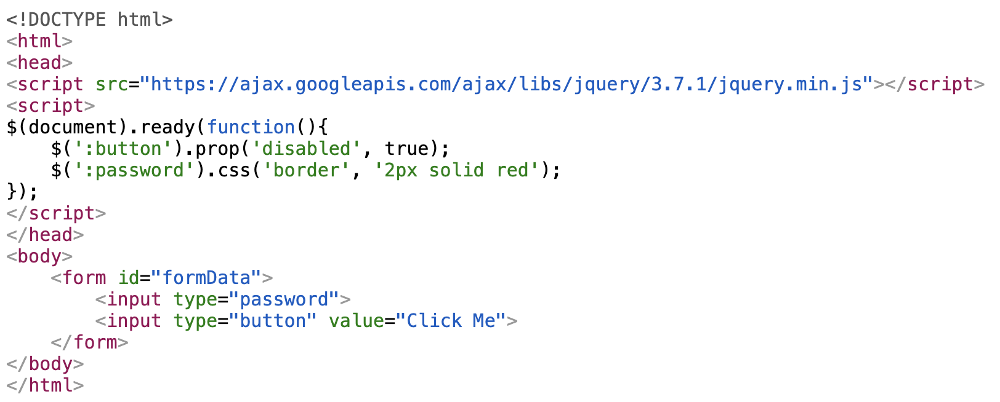 <!DOCTYPE html>
<html>
<head>
<script src="https://ajax.googleapis.com/ajax/libs/jquery/3.7.1/jquery.min.js"></script>
<script>
$(document).ready(function(){
    $(':button').prop('disabled', true);
    $(':password').css('border', '2px solid red');
});
</script>
</head>
<body>
    <form id="formData">
        <input type="password">
        <input type="button" value="Click Me">
    </form>
</body>
</html>